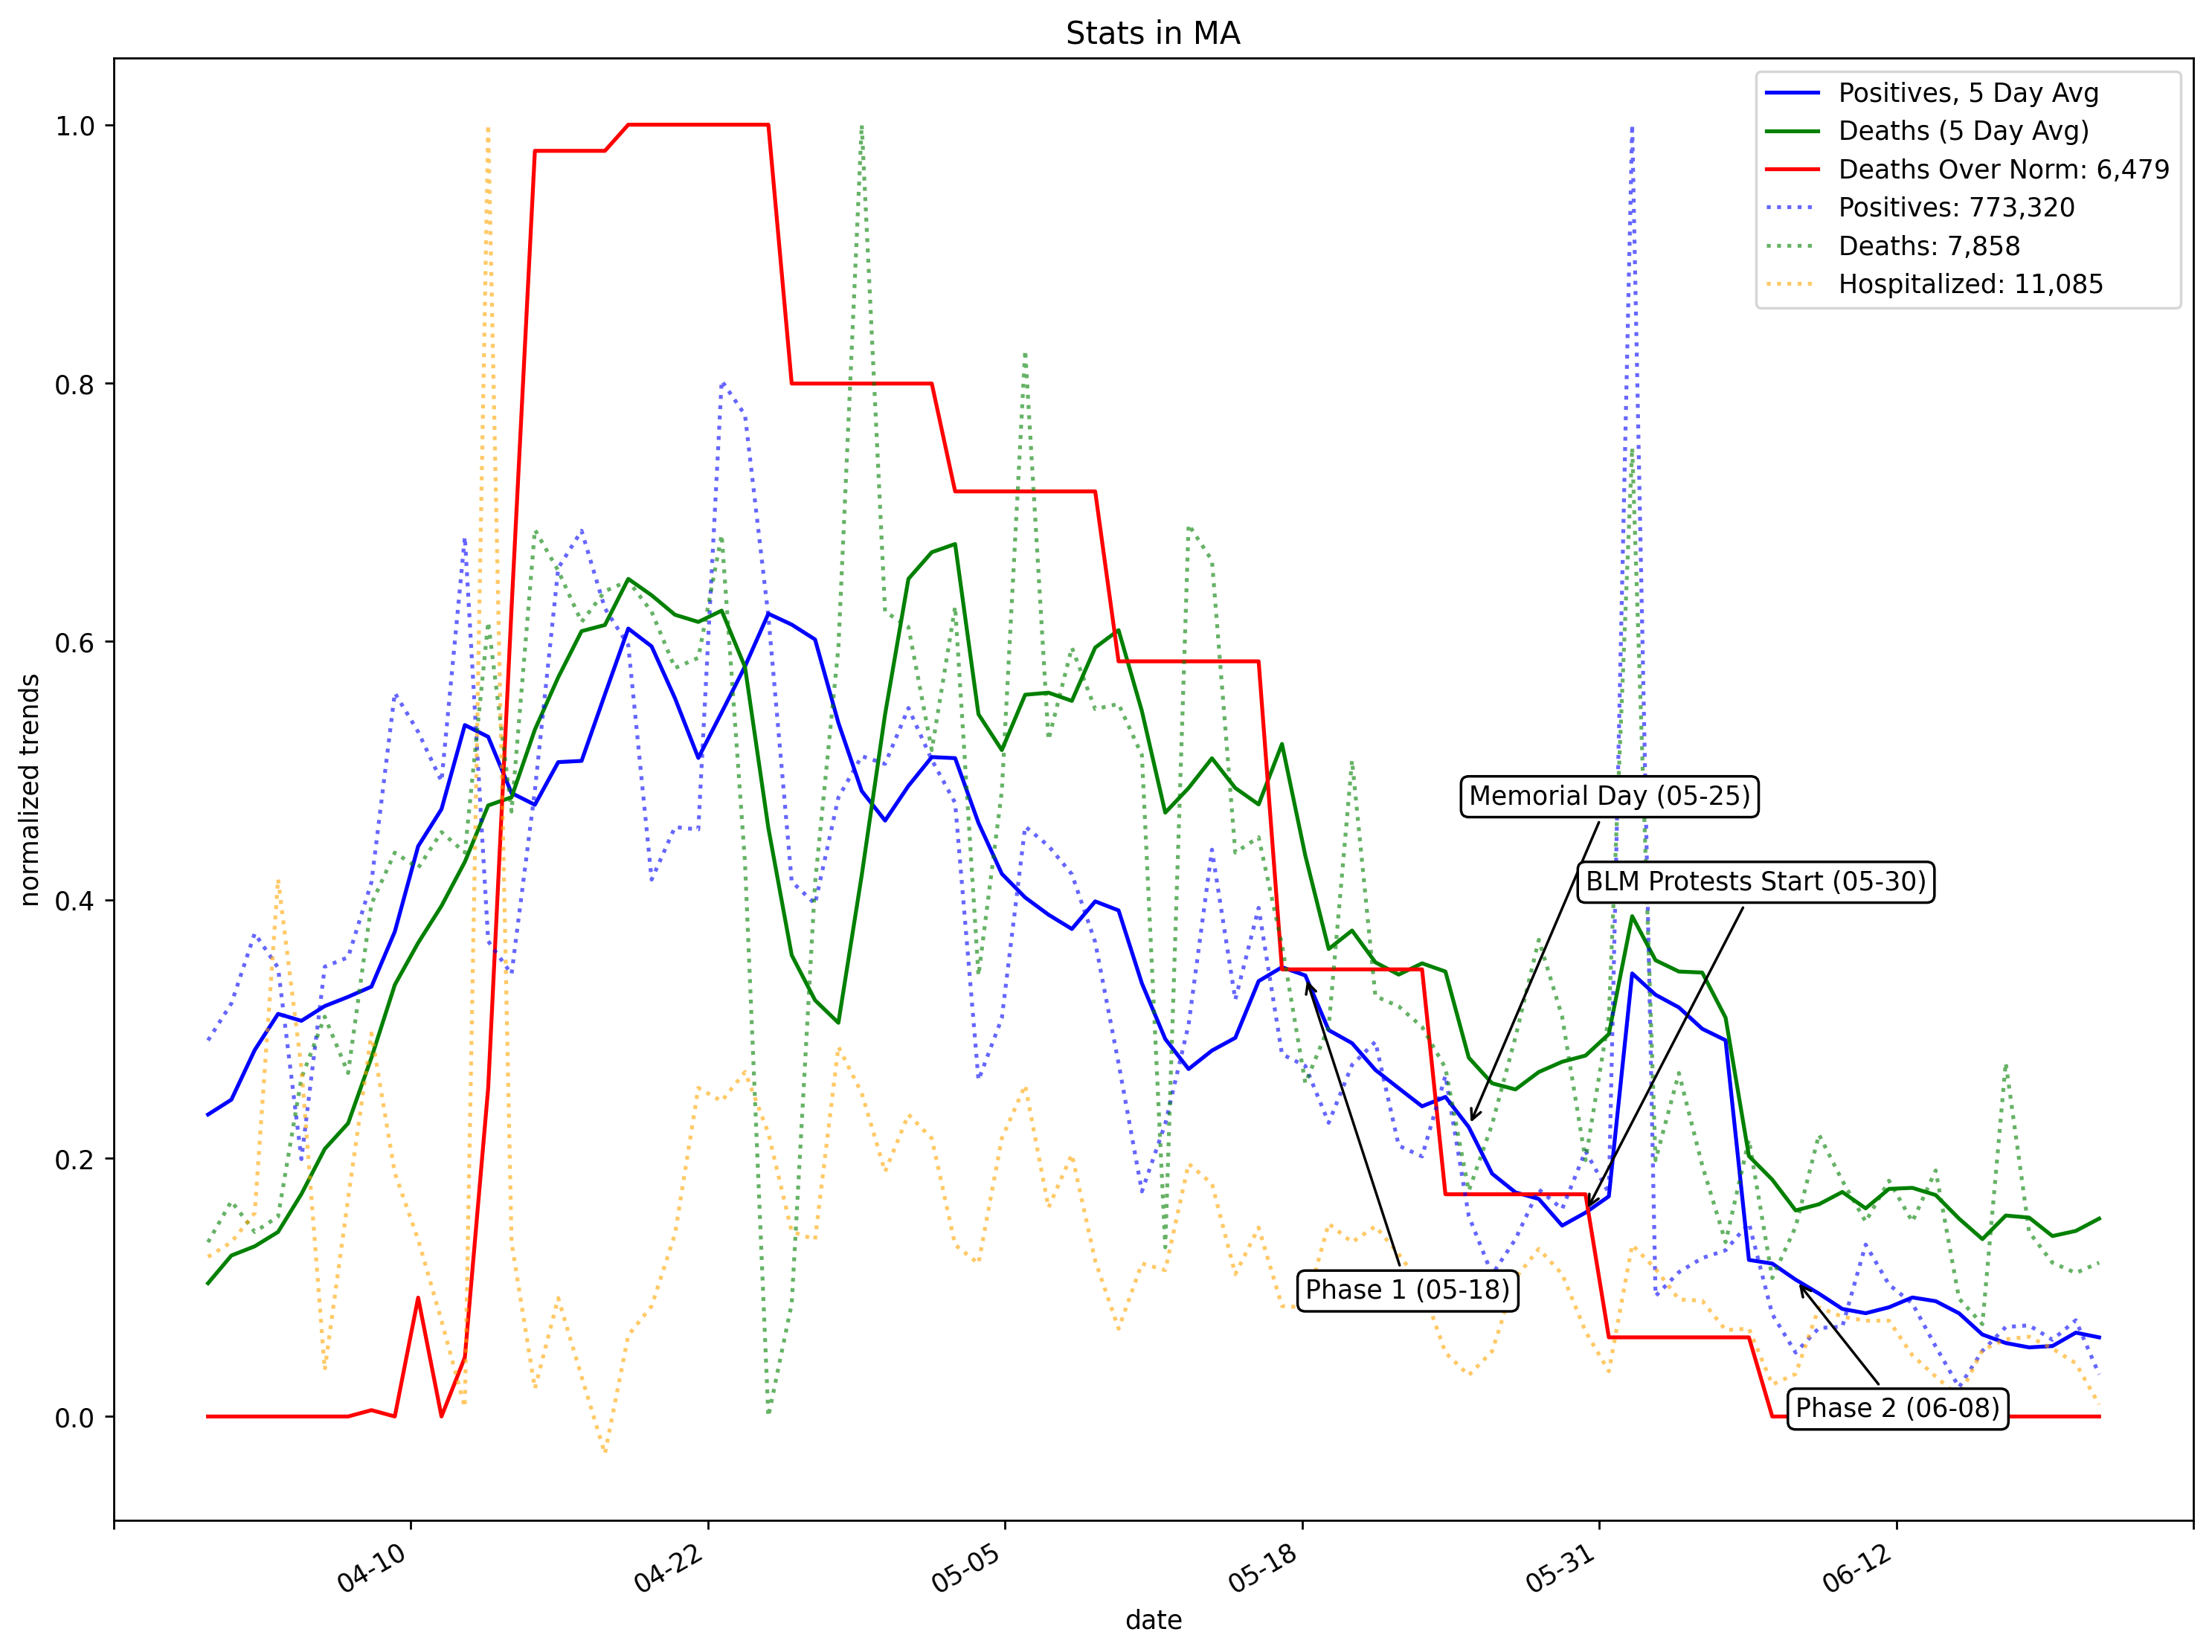 Stats in MA
Positives, 5 Day Avg
Deaths (5 Day Avg)
Deaths Over Norm: 6,479
Positives: 773,320
Deaths: 7,858
Hospitalized: 11,085
1.0
0.8
0.6
0.4
0.2
0.0
normalized trends
Memorial Day (05-25)
BLM Protests Start (05-30)
Phase 1 (05-18)
Phase 2 (06-08)
04-10
04-22
05-05
05-18
05-31
06-12
date